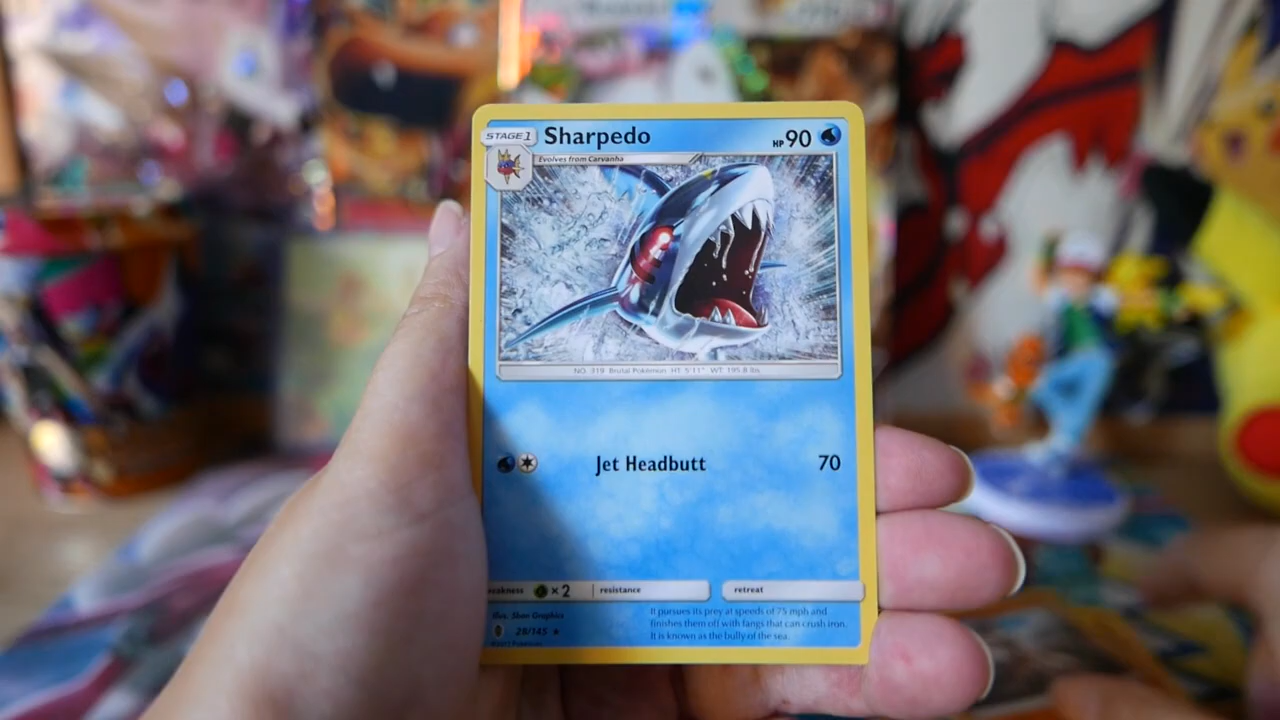 STAGE 1 Sharpedo HP 90
Evolves from Carvanha
NO. 319 Brutal Pokémon HT: 5'11" WT: 195.8 lbs.
Jet Headbutt 70
weakness ×2 resistance retreat
Illus. Shin
28/145 ★
It pursues its prey at speeds of 75 mph and
finishes them off with fangs that can crush iron.
It is known as the bully of the sea.
©2017 Pokémon